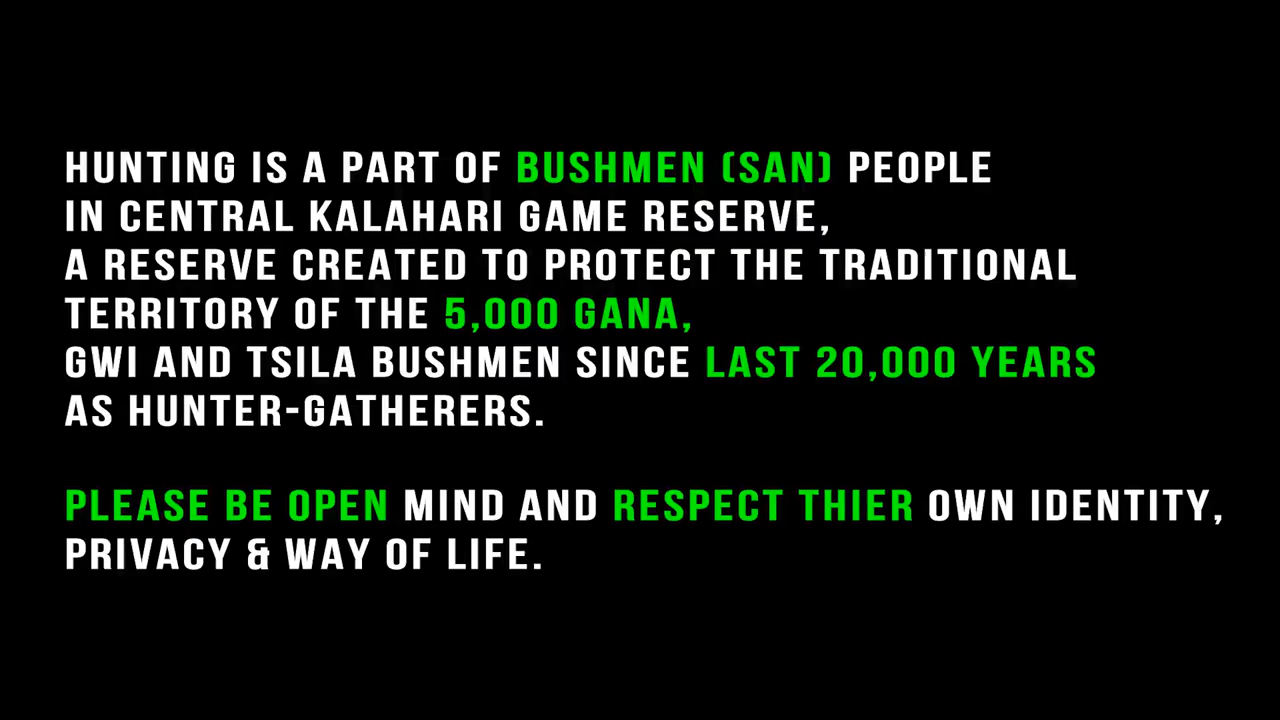 HUNTING IS A PART OF BUSHMEN (SAN) PEOPLE
IN CENTRAL KALAHARI GAME RESERVE,
A RESERVE CREATED TO PROTECT THE TRADITIONAL
TERRITORY OF THE 5,000 GANA,
GWI AND TSILA BUSHMEN SINCE LAST 20,000 YEARS
AS HUNTER-GATHERERS.
PLEASE BE OPEN MIND AND RESPECT THIER OWN IDENTITY,
PRIVACY & WAY OF LIFE.